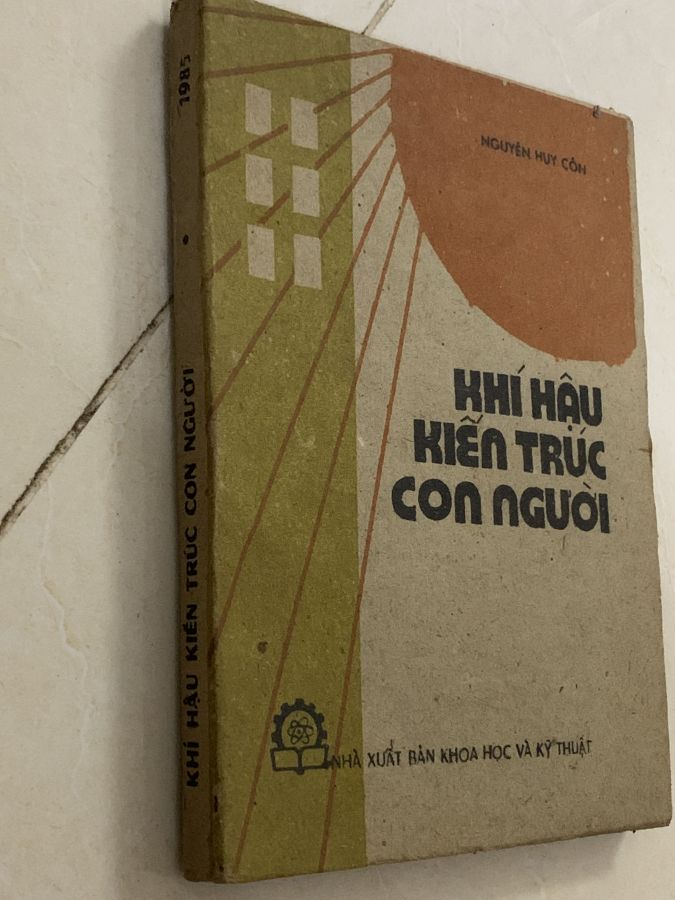 NGUYỄN HUY CÔN
KHÍ HẬU
KIẾN TRÚC
CON NGƯỜI
NHÀ XUẤT BẢN KHOA HỌC VÀ KỸ THUẬT
KHÍ HẬU KIẾN TRÚC CON NGƯỜI • 1985